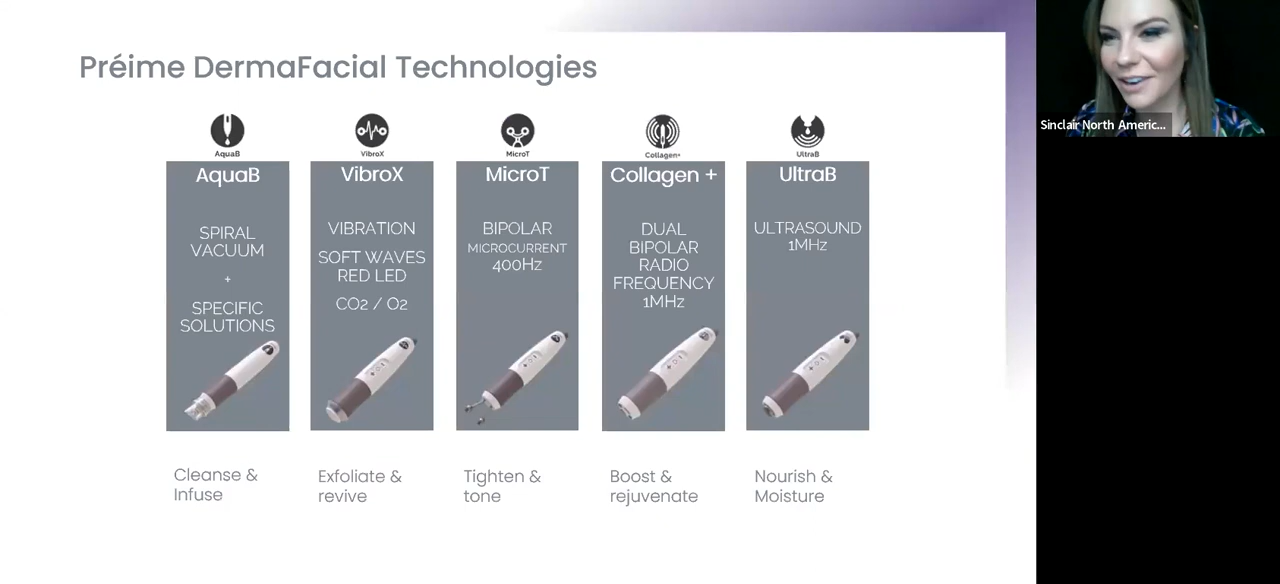 Préime DermaFacial Technologies
AquaB
VibroX
MicroT
Collagen+
UltraB
AquaB
SPIRAL
VACUUM
+
SPECIFIC
SOLUTIONS
VibroX
VIBRATION
SOFT WAVES
RED LED
CO2 / O2
MicroT
BIPOLAR
MICROCURRENT
400Hz
Collagen +
DUAL
BIPOLAR
RADIO
FREQUENCY
1MHz
UltraB
ULTRASOUND
1MHz
Cleanse &
Infuse
Exfoliate &
revive
Tighten &
tone
Boost &
rejuvenate
Nourish &
Moisture
Sinclair North Americ...